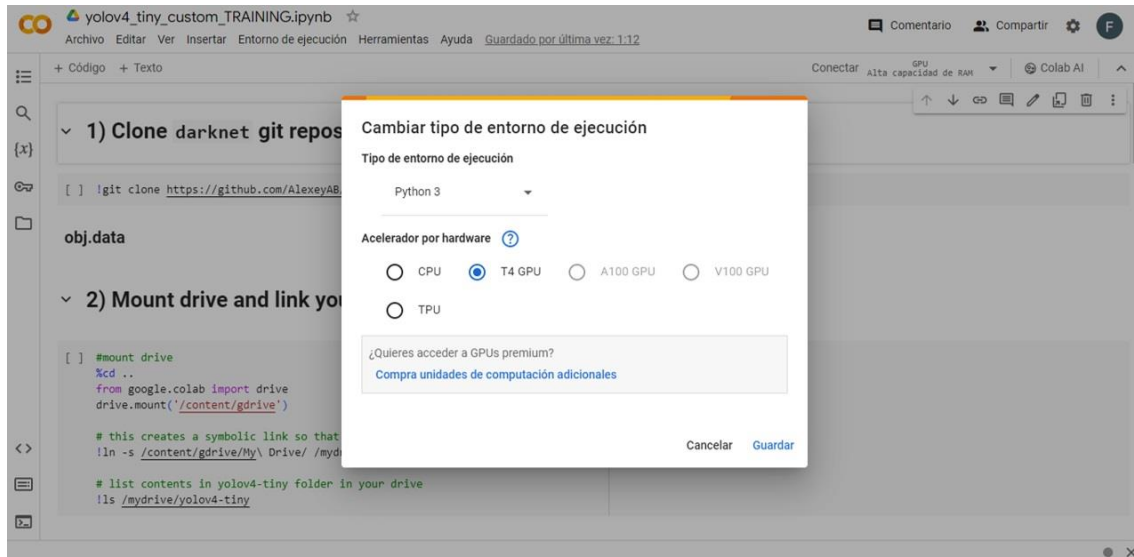 CO yolov4_tiny_custom_TRAINING.ipynb
Comentario Compartir F
Archivo Editar Ver Insertar Entorno de ejecución Herramientas Ayuda Guardado por última vez: 1:12
+ Código + Texto
Conectar GPU Alta capacidad de RAM Colab AI
1) Clone darknet git repos
[ ] !git clone https://github.com/AlexeyAB
obj.data
2) Mount drive and link you
[ ] #mount drive
%cd ..
from google.colab import drive
drive.mount('/content/gdrive')
# this creates a symbolic link so that
!ln -s /content/gdrive/My\ Drive/ /myd
# list contents in yolov4-tiny folder in your drive
!ls /mydrive/yolov4-tiny
{x}
<>
Cambiar tipo de entorno de ejecución
Tipo de entorno de ejecución
Python 3
Acelerador por hardware ?
CPU T4 GPU A100 GPU V100 GPU
TPU
¿Quieres acceder a GPUs premium?
Compra unidades de computación adicionales
Cancelar Guardar